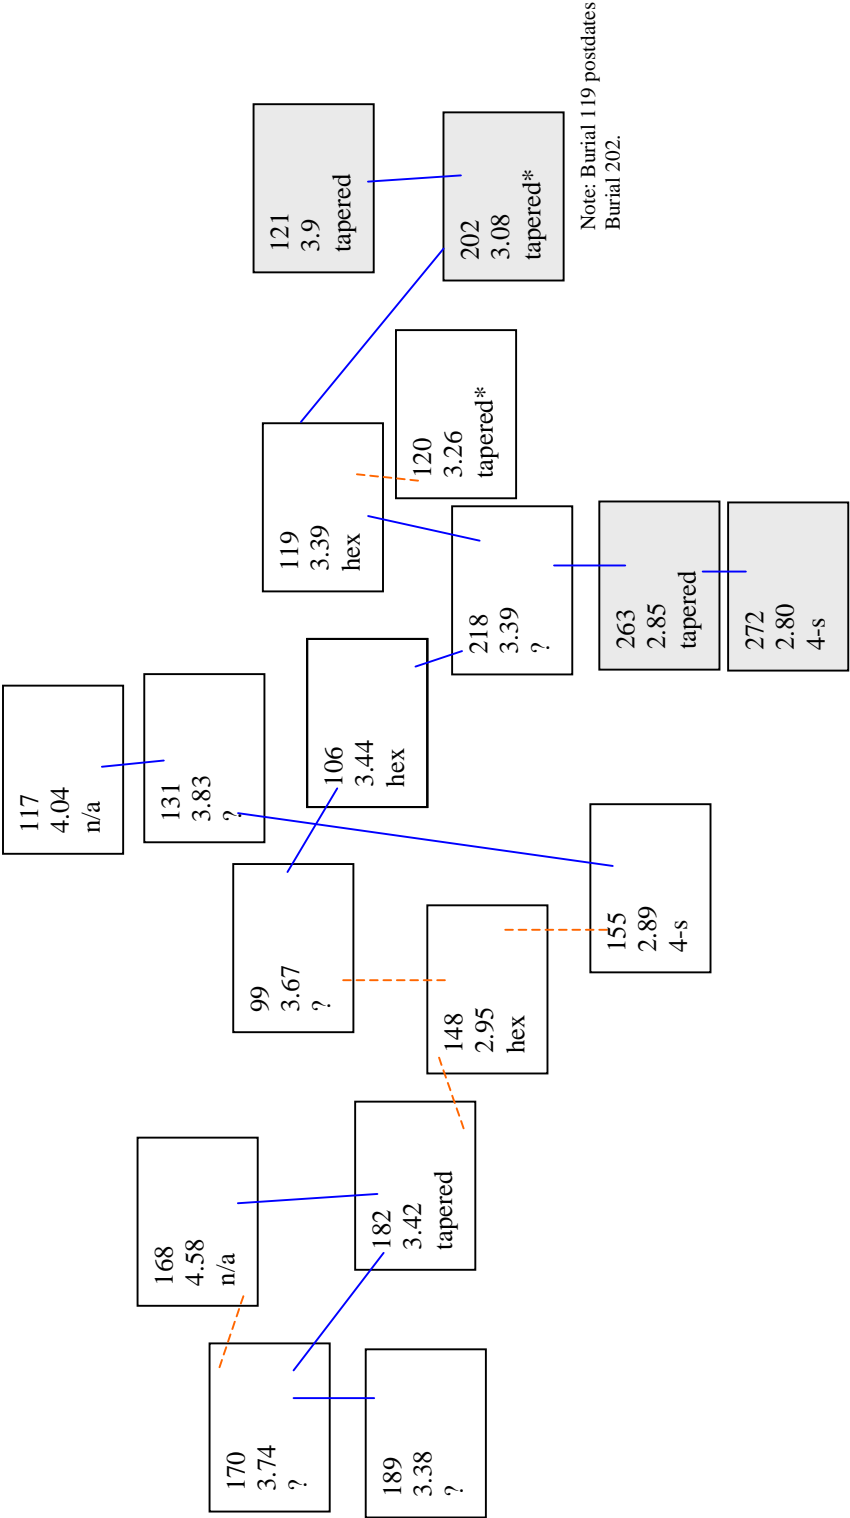 117
4.04
n/a
131
3.83
?
168
4.58
n/a
170
3.74
?
99
3.67
?
121
3.9
tapered
119
3.39
hex
106
3.44
hex
182
3.42
tapered
189
3.38
?
120
3.26
tapered*
148
2.95
hex
202
3.08
tapered*
218
3.39
?
Note: Burial 119 postdates
Burial 202.
155
2.89
4-s
263
2.85
tapered
272
2.80
4-s